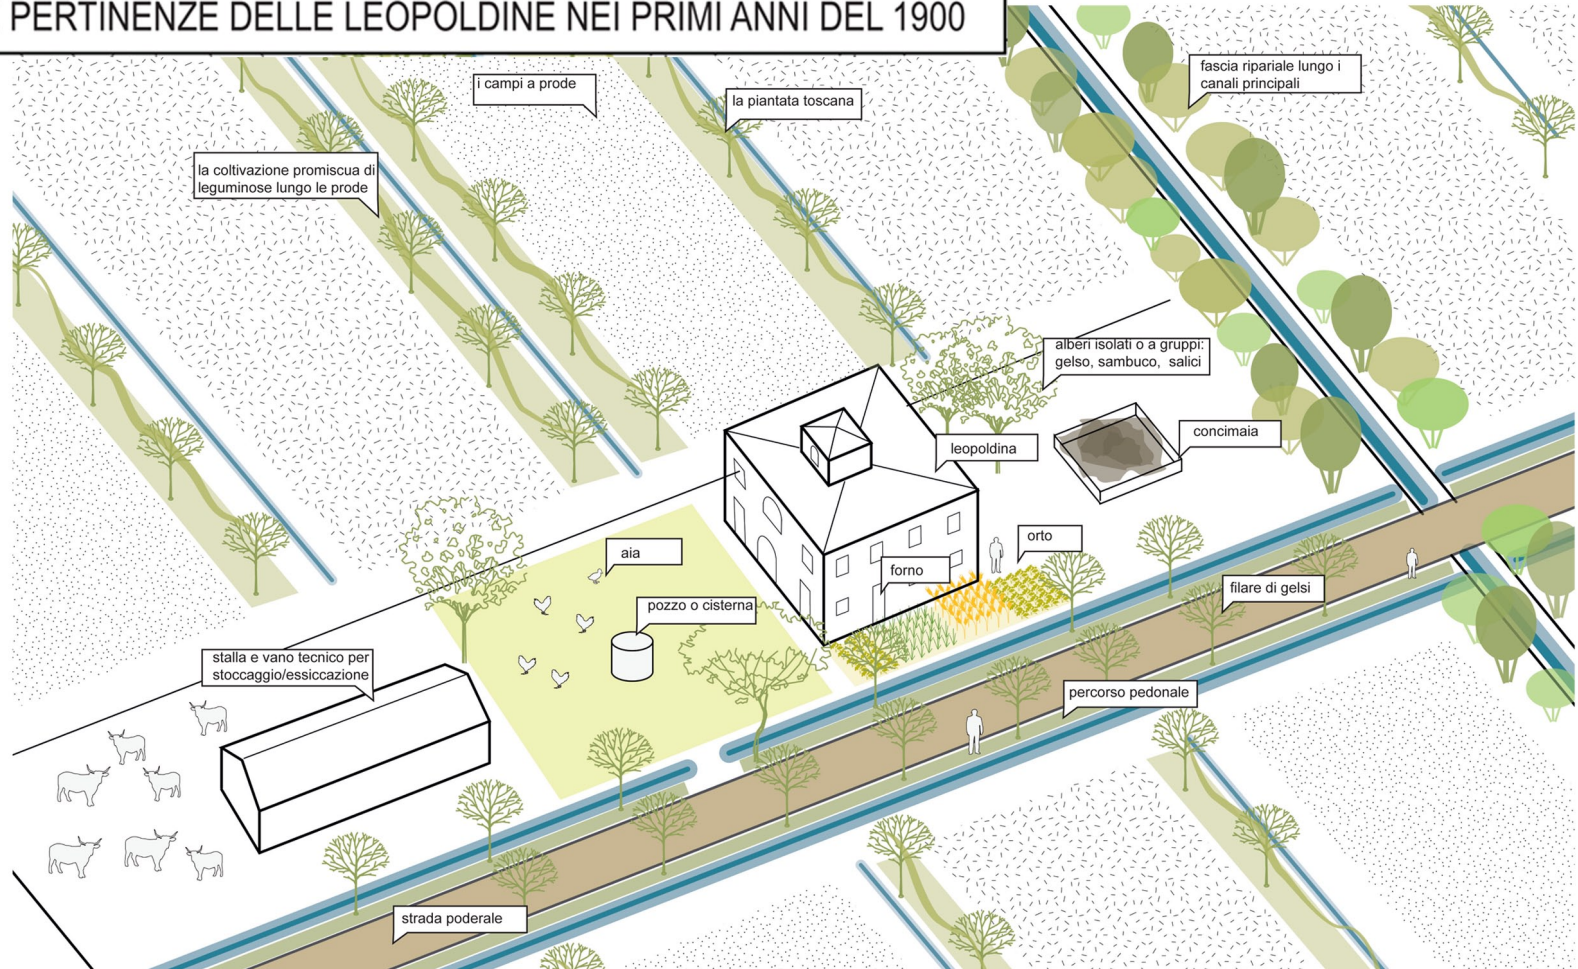 PERTINENZE DELLE LEOPOLDINE NEI PRIMI ANNI DEL 1900
i campi a prode
la piantata toscana
fascia ripariale lungo i
canali principali
la coltivazione promiscua di
leguminose lungo le prode
alberi isolati o a gruppi:
gelso, sambuco, salici
leopoldina
concimaia
aia
orto
forno
pozzo o cisterna
filare di gelsi
stalla e vano tecnico per
stoccaggio/essiccazione
percorso pedonale
strada poderale